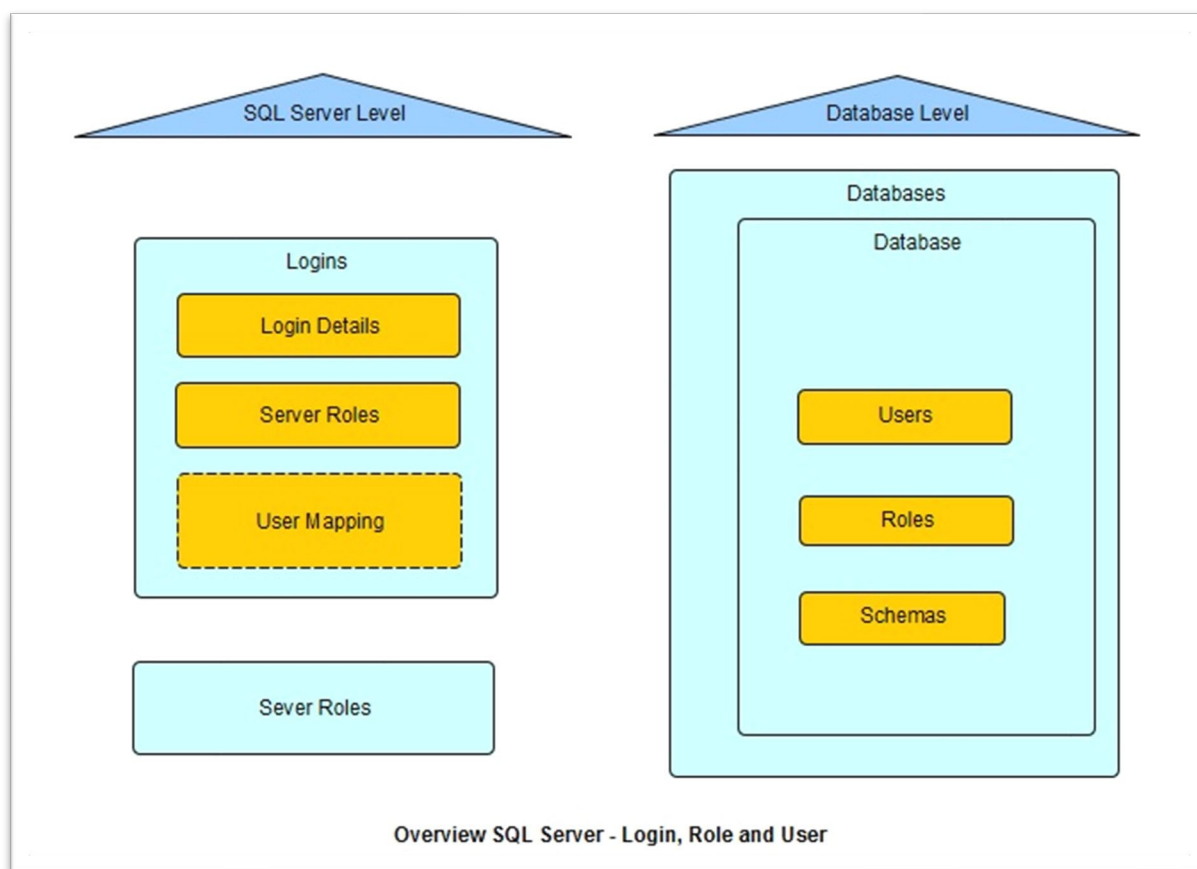 SQL Server Level
Logins
Login Details
Server Roles
User Mapping
Sever Roles
Database Level
Databases
Database
Users
Roles
Schemas
Overview SQL Server - Login, Role and User